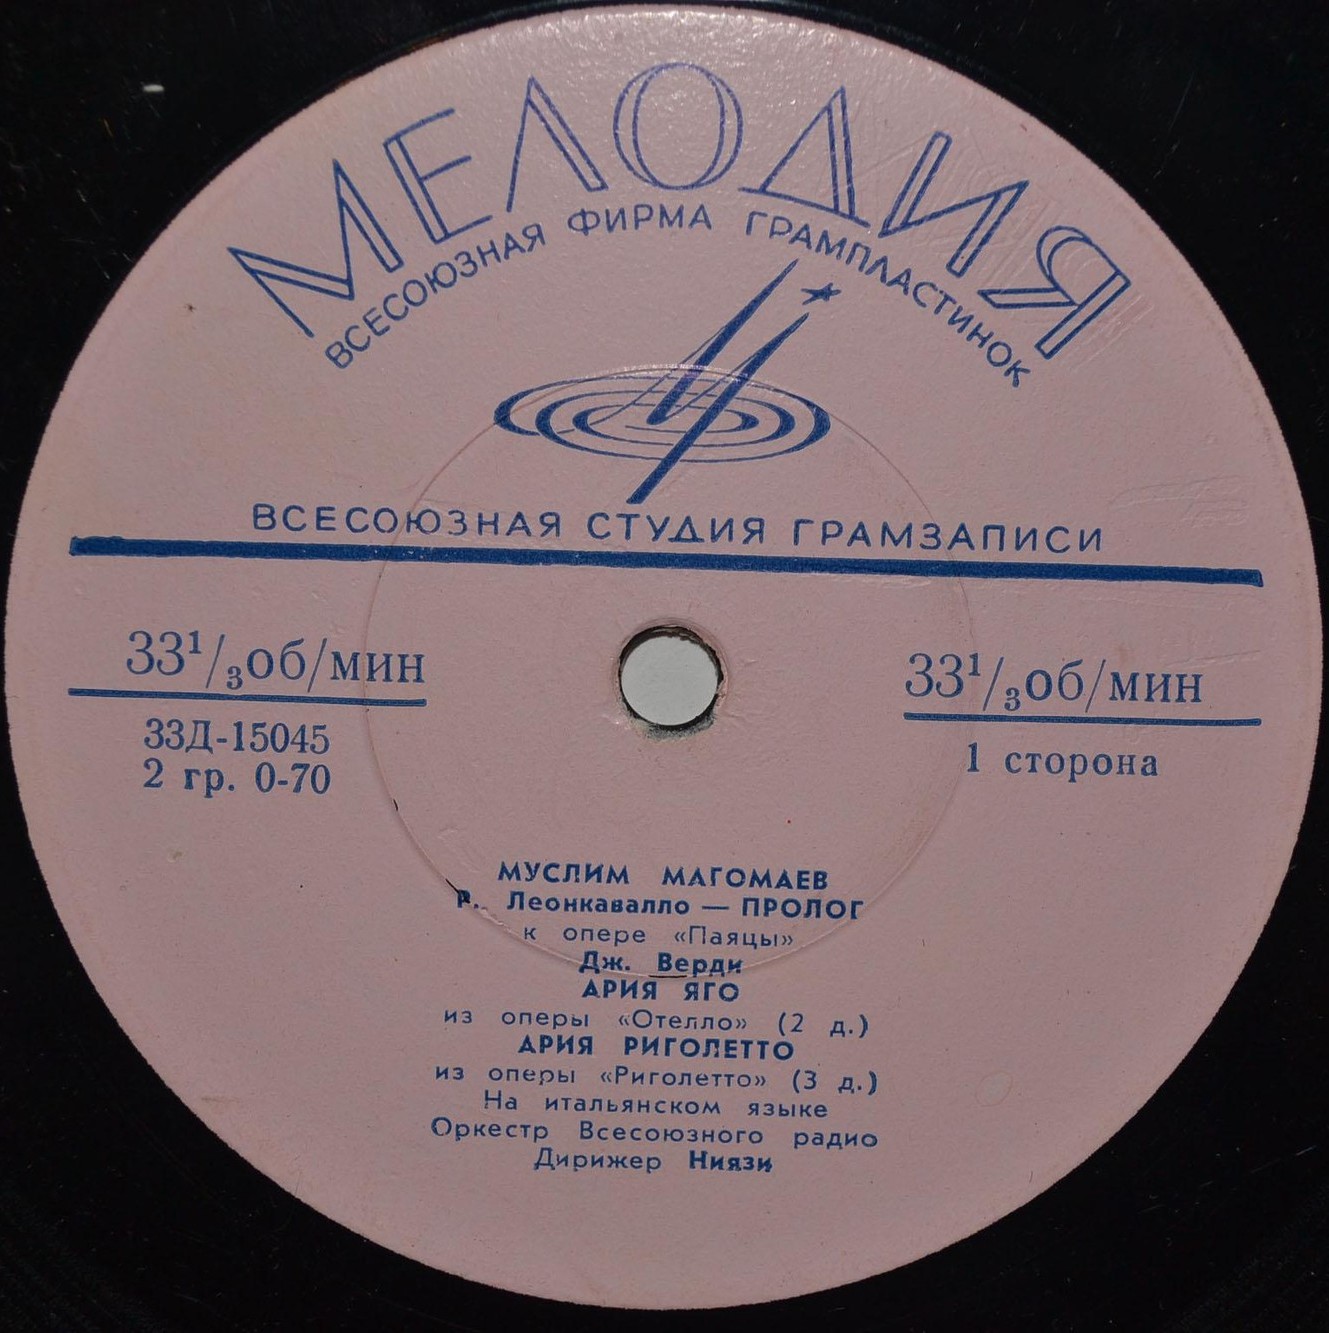 МЕЛОДИЯ
ВСЕСОЮЗНАЯ ФИРМА ГРАМПЛАСТИНОК
ВСЕСОЮЗНАЯ СТУДИЯ ГРАМЗАПИСИ
33¹/₃об/мин
33Д-15045
2 гр. 0-70
33¹/₃об/мин
1 сторона
МУСЛИМ МАГОМАЕВ
Р. Леонкавалло — ПРОЛОГ
к опере «Паяцы»
Дж. Верди
АРИЯ ЯГО
из оперы «Отелло» (2 д.)
АРИЯ РИГОЛЕТТО
из оперы «Риголетто» (3 д.)
На итальянском языке
Оркестр Всесоюзного радио
Дирижер Ниязи